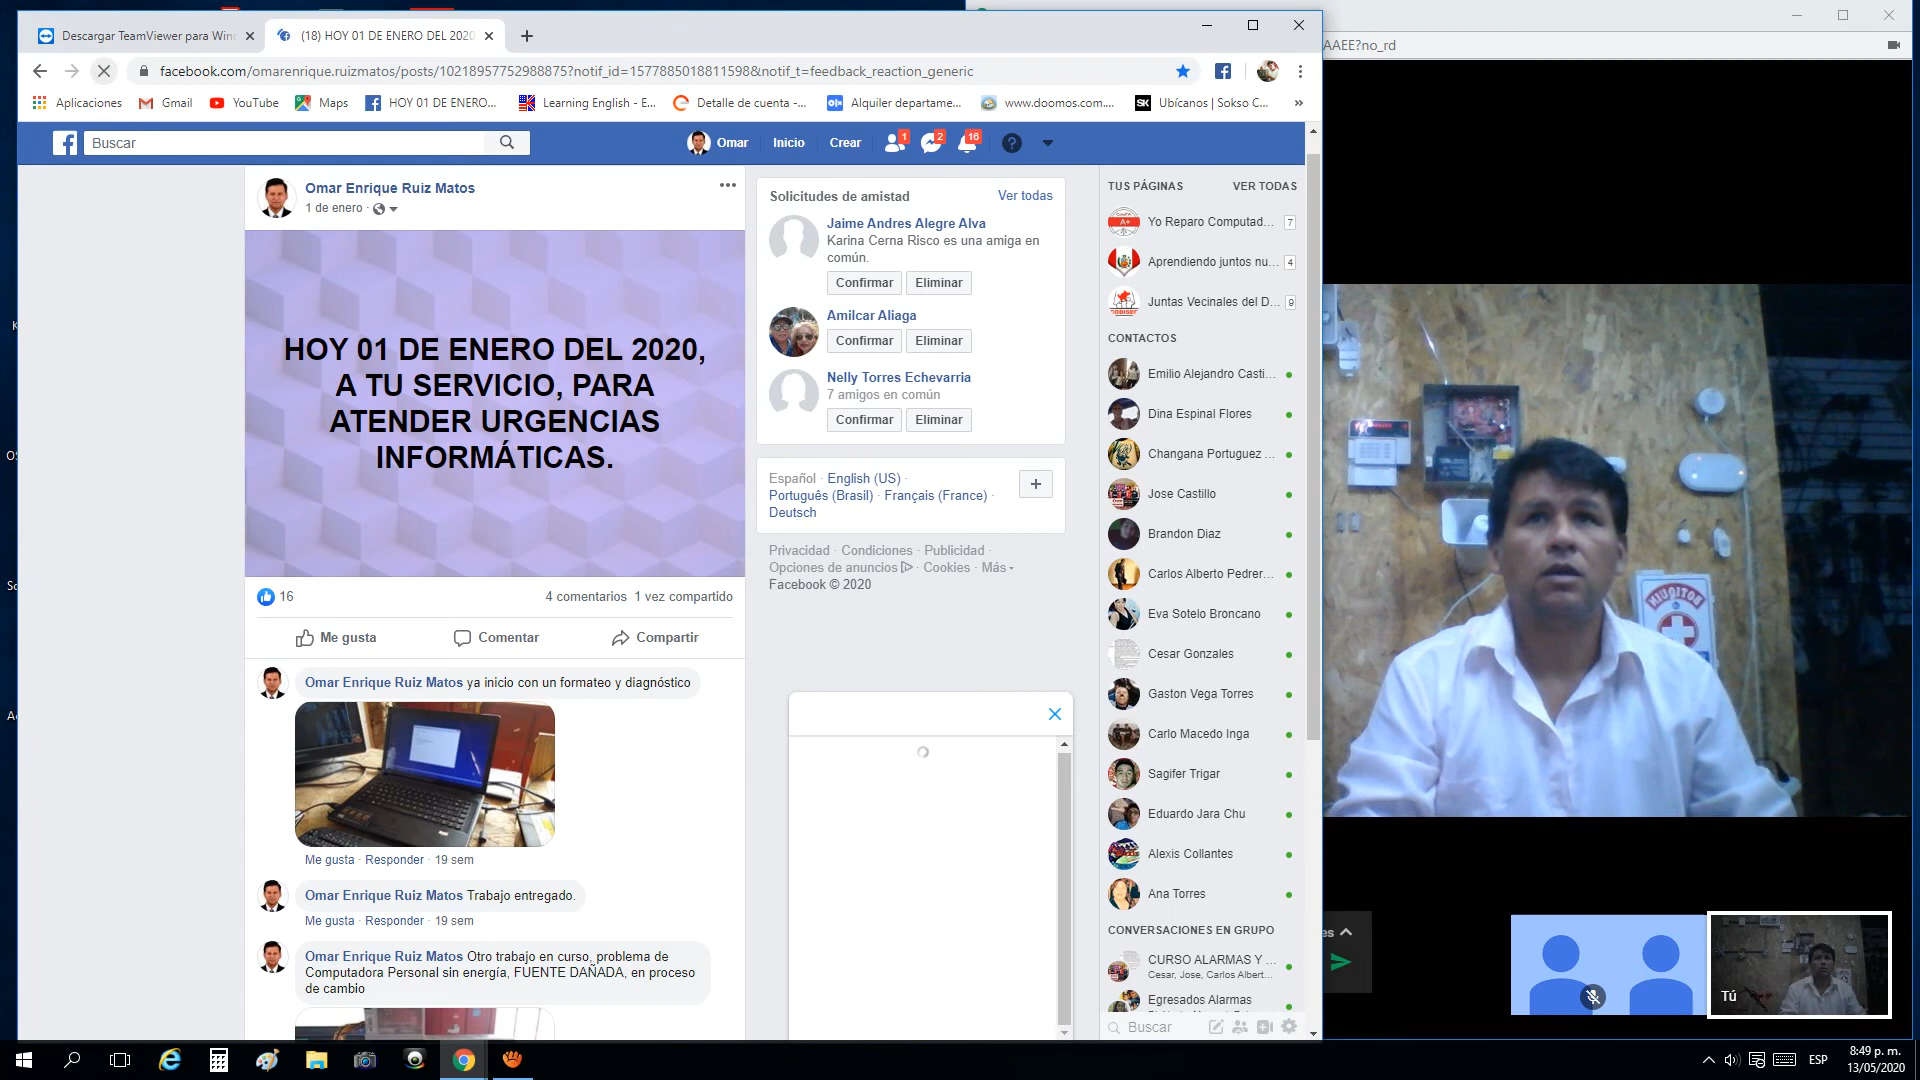 Descargar TeamViewer para Wind
(18) HOY 01 DE ENERO DEL 2020
AAEE?no_rd
facebook.com/omarenrique.ruizmatos/posts/10218957752988875?notif_id=1577885018811598&notif_t=feedback_reaction_generic
Aplicaciones
Gmail
YouTube
Maps
HOY 01 DE ENERO...
Learning English - E...
Detalle de cuenta -...
Alquiler departame...
www.doomos.com....
Ubícanos | Sokso C...
Buscar
Omar
Inicio
Crear
1
2
16
Omar Enrique Ruiz Matos
1 de enero ·
HOY 01 DE ENERO DEL 2020,
A TU SERVICIO, PARA
ATENDER URGENCIAS
INFORMÁTICAS.
16
4 comentarios 1 vez compartido
Me gusta
Comentar
Compartir
Omar Enrique Ruiz Matos ya inicio con un formateo y diagnóstico
Me gusta · Responder · 19 sem
Omar Enrique Ruiz Matos Trabajo entregado.
Me gusta · Responder · 19 sem
Omar Enrique Ruiz Matos Otro trabajo en curso, problema de
Computadora Personal sin energía, FUENTE DAÑADA, en proceso
de cambio
Solicitudes de amistad
Ver todas
Jaime Andres Alegre Alva
Karina Cerna Risco es una amiga en
común.
Confirmar
Eliminar
Amilcar Aliaga
Confirmar
Eliminar
Nelly Torres Echevarria
7 amigos en común
Confirmar
Eliminar
Español · English (US) ·
Português (Brasil) · Français (France) ·
Deutsch
Privacidad · Condiciones · Publicidad ·
Opciones de anuncios · Cookies · Más
Facebook © 2020
TUS PÁGINAS
VER TODAS
Yo Reparo Computad... 7
Aprendiendo juntos nu... 4
Juntas Vecinales del D... 9
CONTACTOS
Emilio Alejandro Casti...
Dina Espinal Flores
Changana Portuguez ...
Jose Castillo
Brandon Diaz
Carlos Alberto Pedrer...
Eva Sotelo Broncano
Cesar Gonzales
Gaston Vega Torres
Carlo Macedo Inga
Sagifer Trigar
Eduardo Jara Chu
Alexis Collantes
Ana Torres
CONVERSACIONES EN GRUPO
CURSO ALARMAS Y ...
Cesar, Jose, Carlos Albert...
Egresados Alarmas
Buscar
BOTIQUIN
es
Tú
ESP
8:49 p. m.
13/05/2020